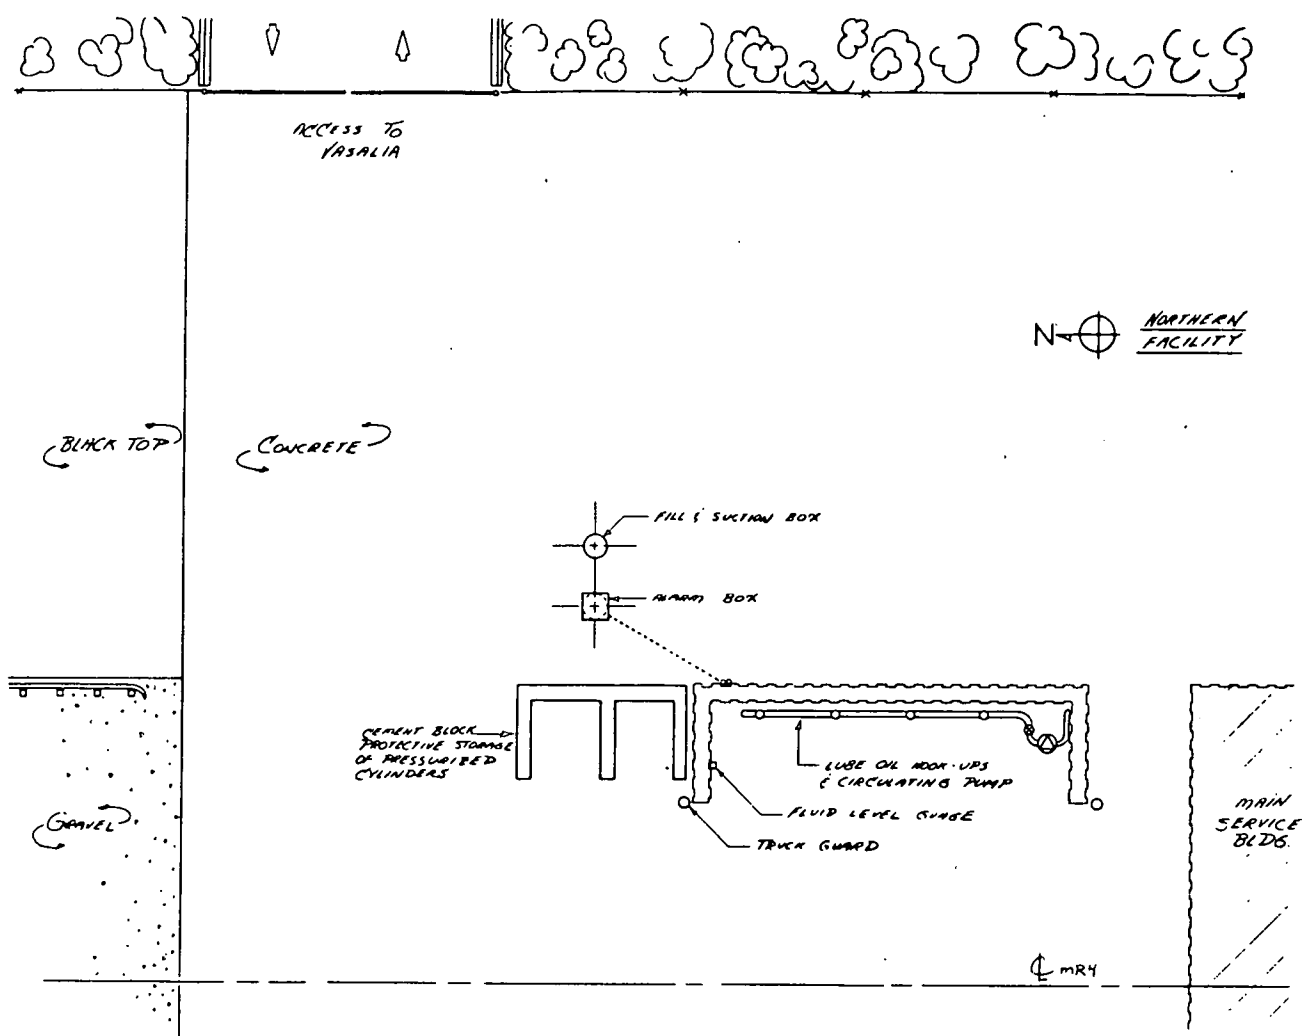 ACCESS TO
VASALIA
N
NORTHERN
FACILITY
BLACK TOP
CONCRETE
FILL & SUCTION BOX
ALARM BOX
CEMENT BLOCK
PROTECTIVE STORAGE
OF PRESSURIZED
CYLINDERS
LUBE OIL HOOK-UPS
& CIRCULATING PUMP
FLUID LEVEL GUAGE
TRUCK GUARD
GRAVEL
MAIN
SERVICE
BLDG.
℄ MR4